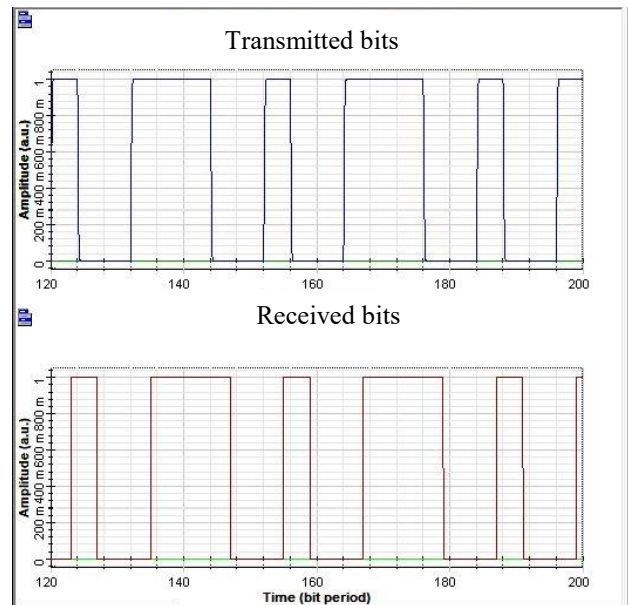 Transmitted bits
Amplitude (a.u.)
0 200 m 400 m 600 m 800 m 1
120 140 160 180 200
Received bits
Amplitude (a.u.)
0 200 m 400 m 600 m 800 m 1
120 140 160 180 200
Time (bit period)